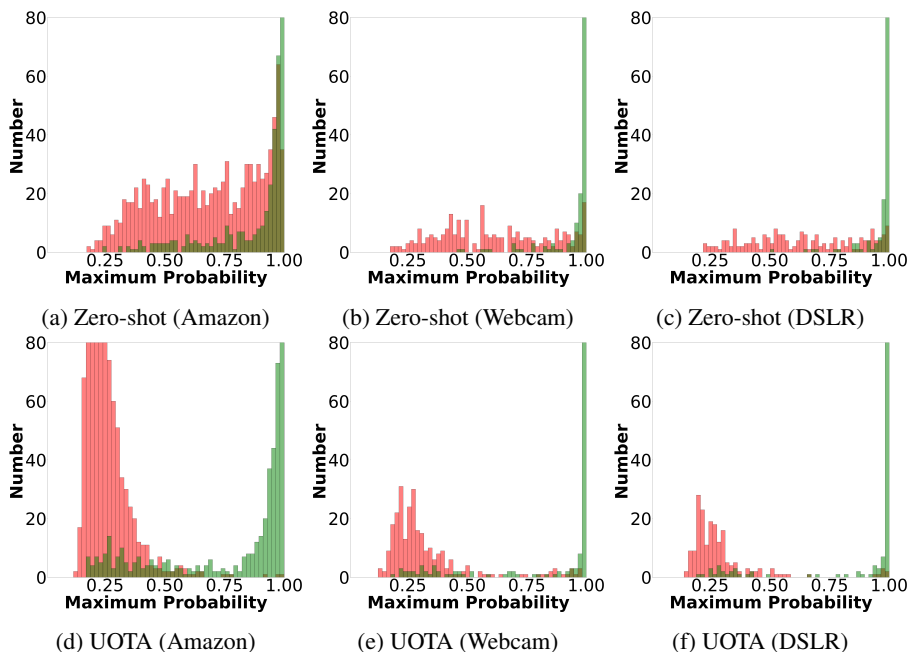 80 80 80
60 60 60
Number Number Number
40 40 40
20 20 20
0 0 0
0.25 0.50 0.75 1.00 0.25 0.50 0.75 1.00 0.25 0.50 0.75 1.00
Maximum Probability Maximum Probability Maximum Probability
(a) Zero-shot (Amazon) (b) Zero-shot (Webcam) (c) Zero-shot (DSLR)
80 80 80
60 60 60
Number Number Number
40 40 40
20 20 20
0 0 0
0.25 0.50 0.75 1.00 0.25 0.50 0.75 1.00 0.25 0.50 0.75 1.00
Maximum Probability Maximum Probability Maximum Probability
(d) UOTA (Amazon) (e) UOTA (Webcam) (f) UOTA (DSLR)